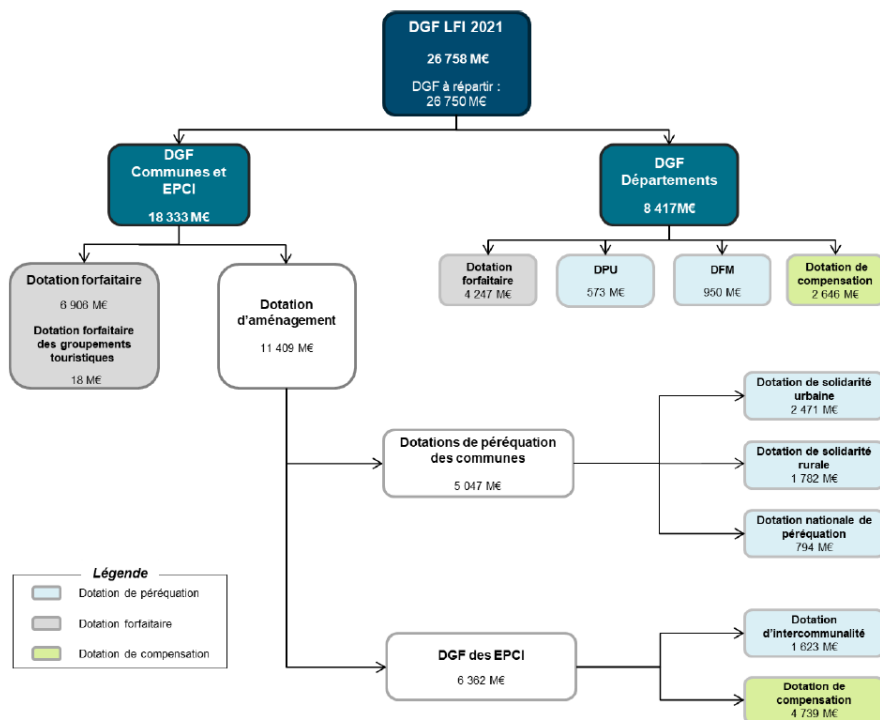 DGF LFI 2021
26 758 M€
DGF à répartir :
26 750 M€
DGF
Communes et
EPCI
18 333 M€
DGF
Départements
8 417M€
Dotation forfaitaire
6 906 M€
Dotation forfaitaire
des groupements
touristiques
18 M€
Dotation
d'aménagement
11 409 M€
Dotation
forfaitaire
4 247 M€
DPU
573 M€
DFM
950 M€
Dotation de
compensation
2 646 M€
Dotations de péréquation
des communes
5 047 M€
Dotation de solidarité
urbaine
2 471 M€
Dotation de solidarité
rurale
1 782 M€
Dotation nationale de
péréquation
794 M€
Légende
Dotation de péréquation
Dotation forfaitaire
Dotation de compensation
DGF des EPCI
6 362 M€
Dotation
d'intercommunalité
1 623 M€
Dotation de
compensation
4 739 M€